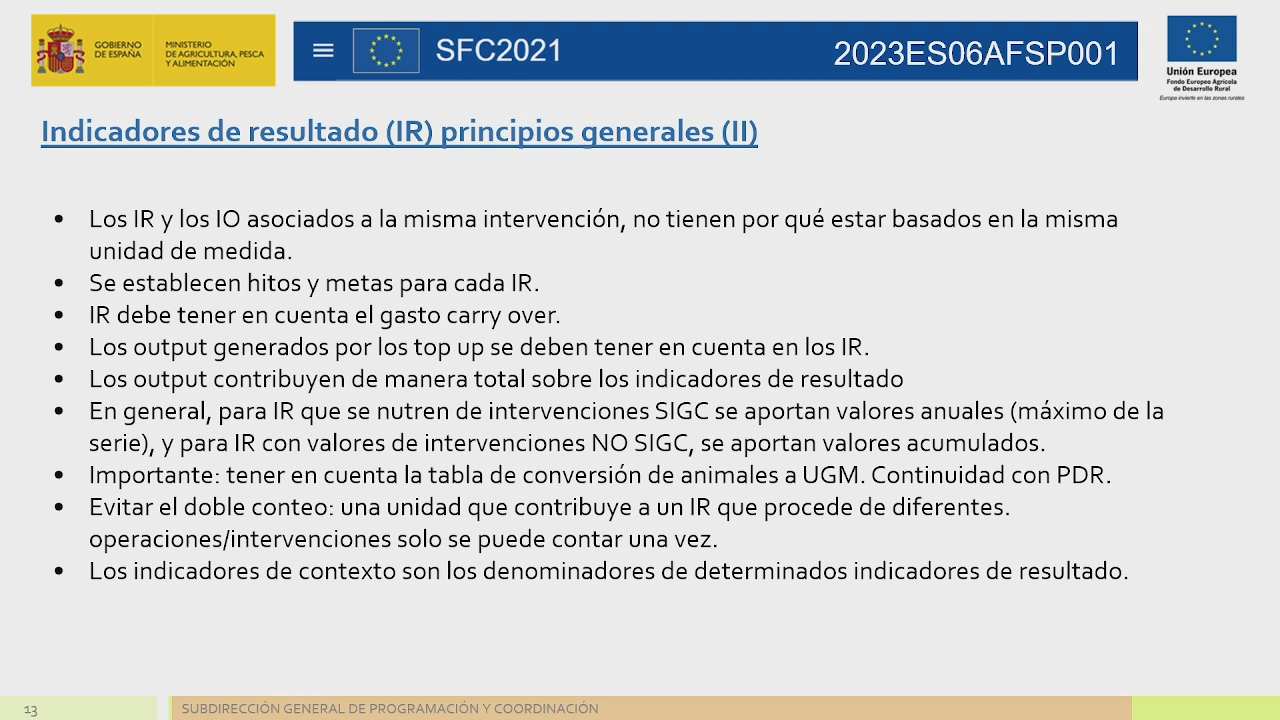 GOBIERNO
DE ESPAÑA
MINISTERIO
DE AGRICULTURA, PESCA
Y ALIMENTACIÓN
SFC2021
2023ES06AFSP001
Unión Europea
Fondo Europeo Agrícola
de Desarrollo Rural
Europa invierte en las zonas rurales
Indicadores de resultado (IR) principios generales (II)
• Los IR y los IO asociados a la misma intervención, no tienen por qué estar basados en la misma
unidad de medida.
• Se establecen hitos y metas para cada IR.
• IR debe tener en cuenta el gasto carry over.
• Los output generados por los top up se deben tener en cuenta en los IR.
• Los output contribuyen de manera total sobre los indicadores de resultado
• En general, para IR que se nutren de intervenciones SIGC se aportan valores anuales (máximo de la
serie), y para IR con valores de intervenciones NO SIGC, se aportan valores acumulados.
• Importante: tener en cuenta la tabla de conversión de animales a UGM. Continuidad con PDR.
• Evitar el doble conteo: una unidad que contribuye a un IR que procede de diferentes.
operaciones/intervenciones solo se puede contar una vez.
• Los indicadores de contexto son los denominadores de determinados indicadores de resultado.
13
SUBDIRECCIÓN GENERAL DE PROGRAMACIÓN Y COORDINACIÓN